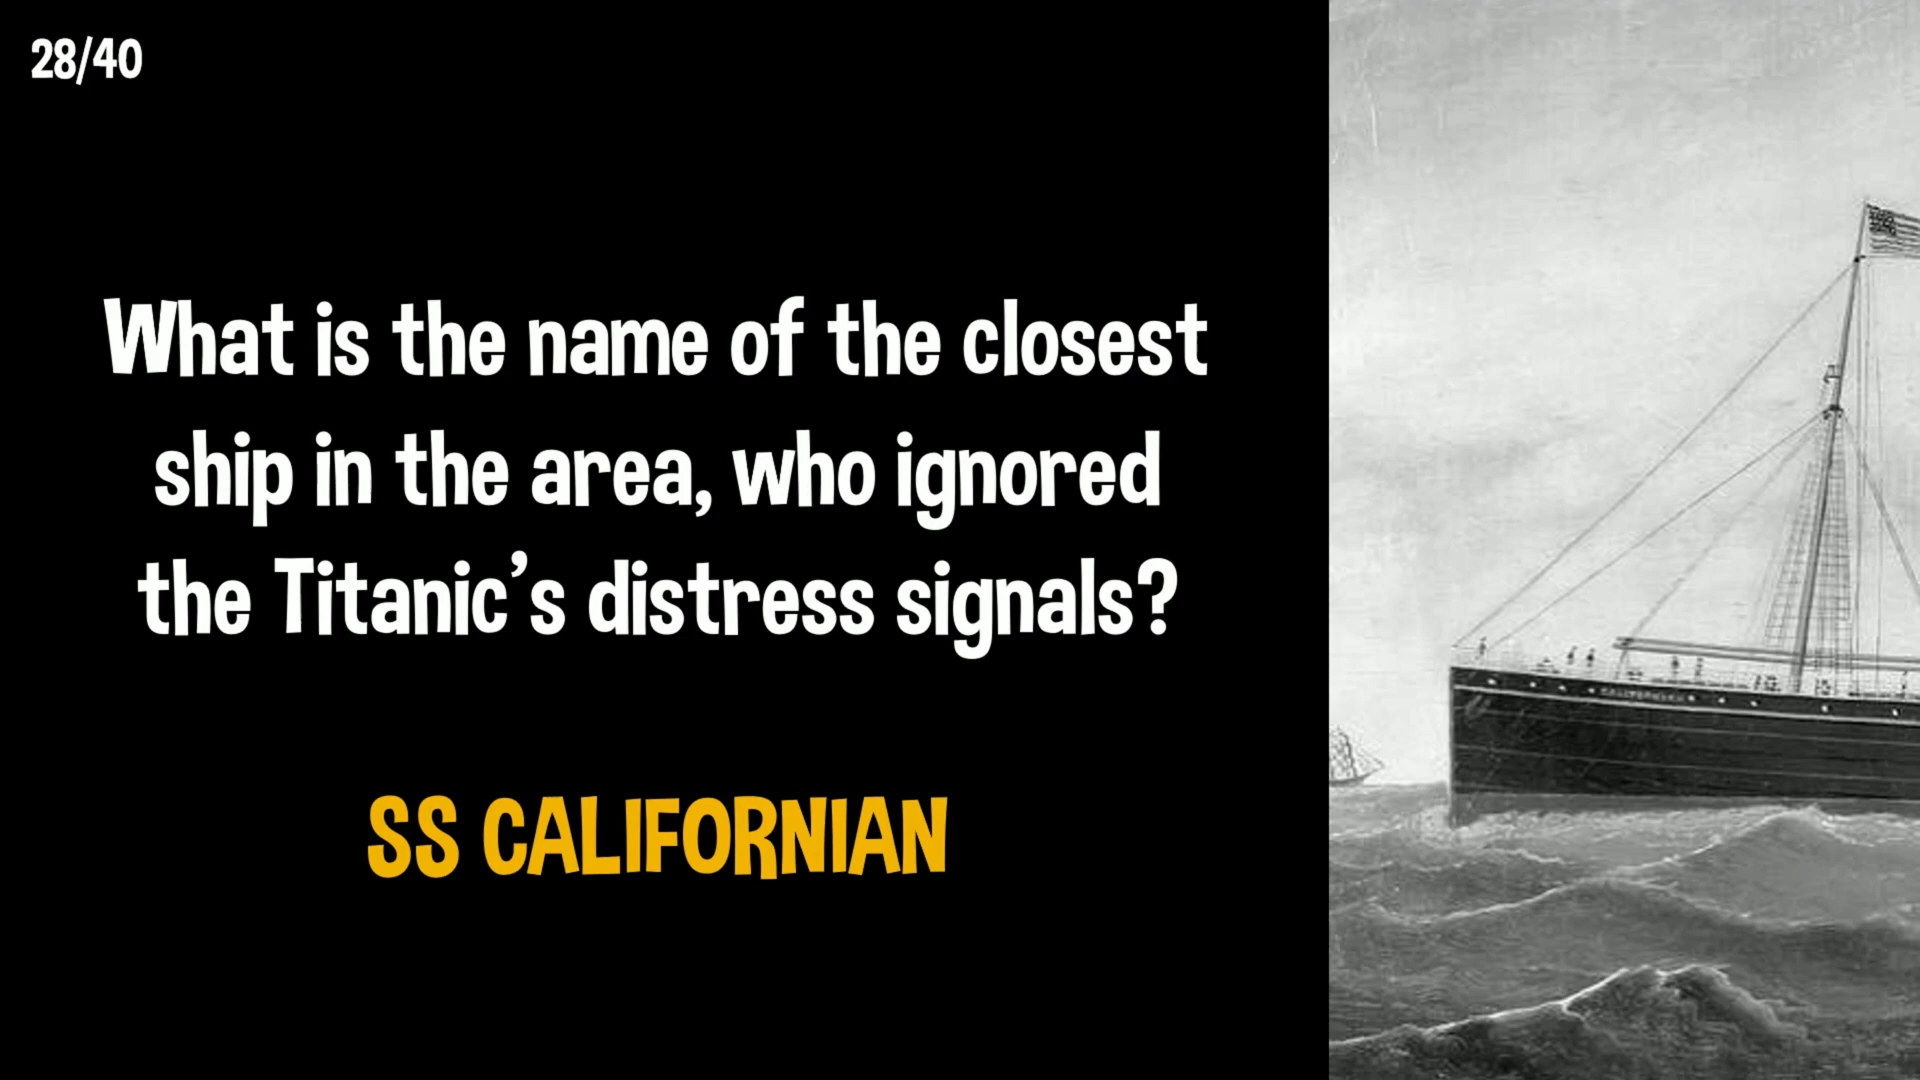 28/40
What is the name of the closest
ship in the area, who ignored
the Titanic’s distress signals?
SS CALIFORNIAN
CALIFORNIAN